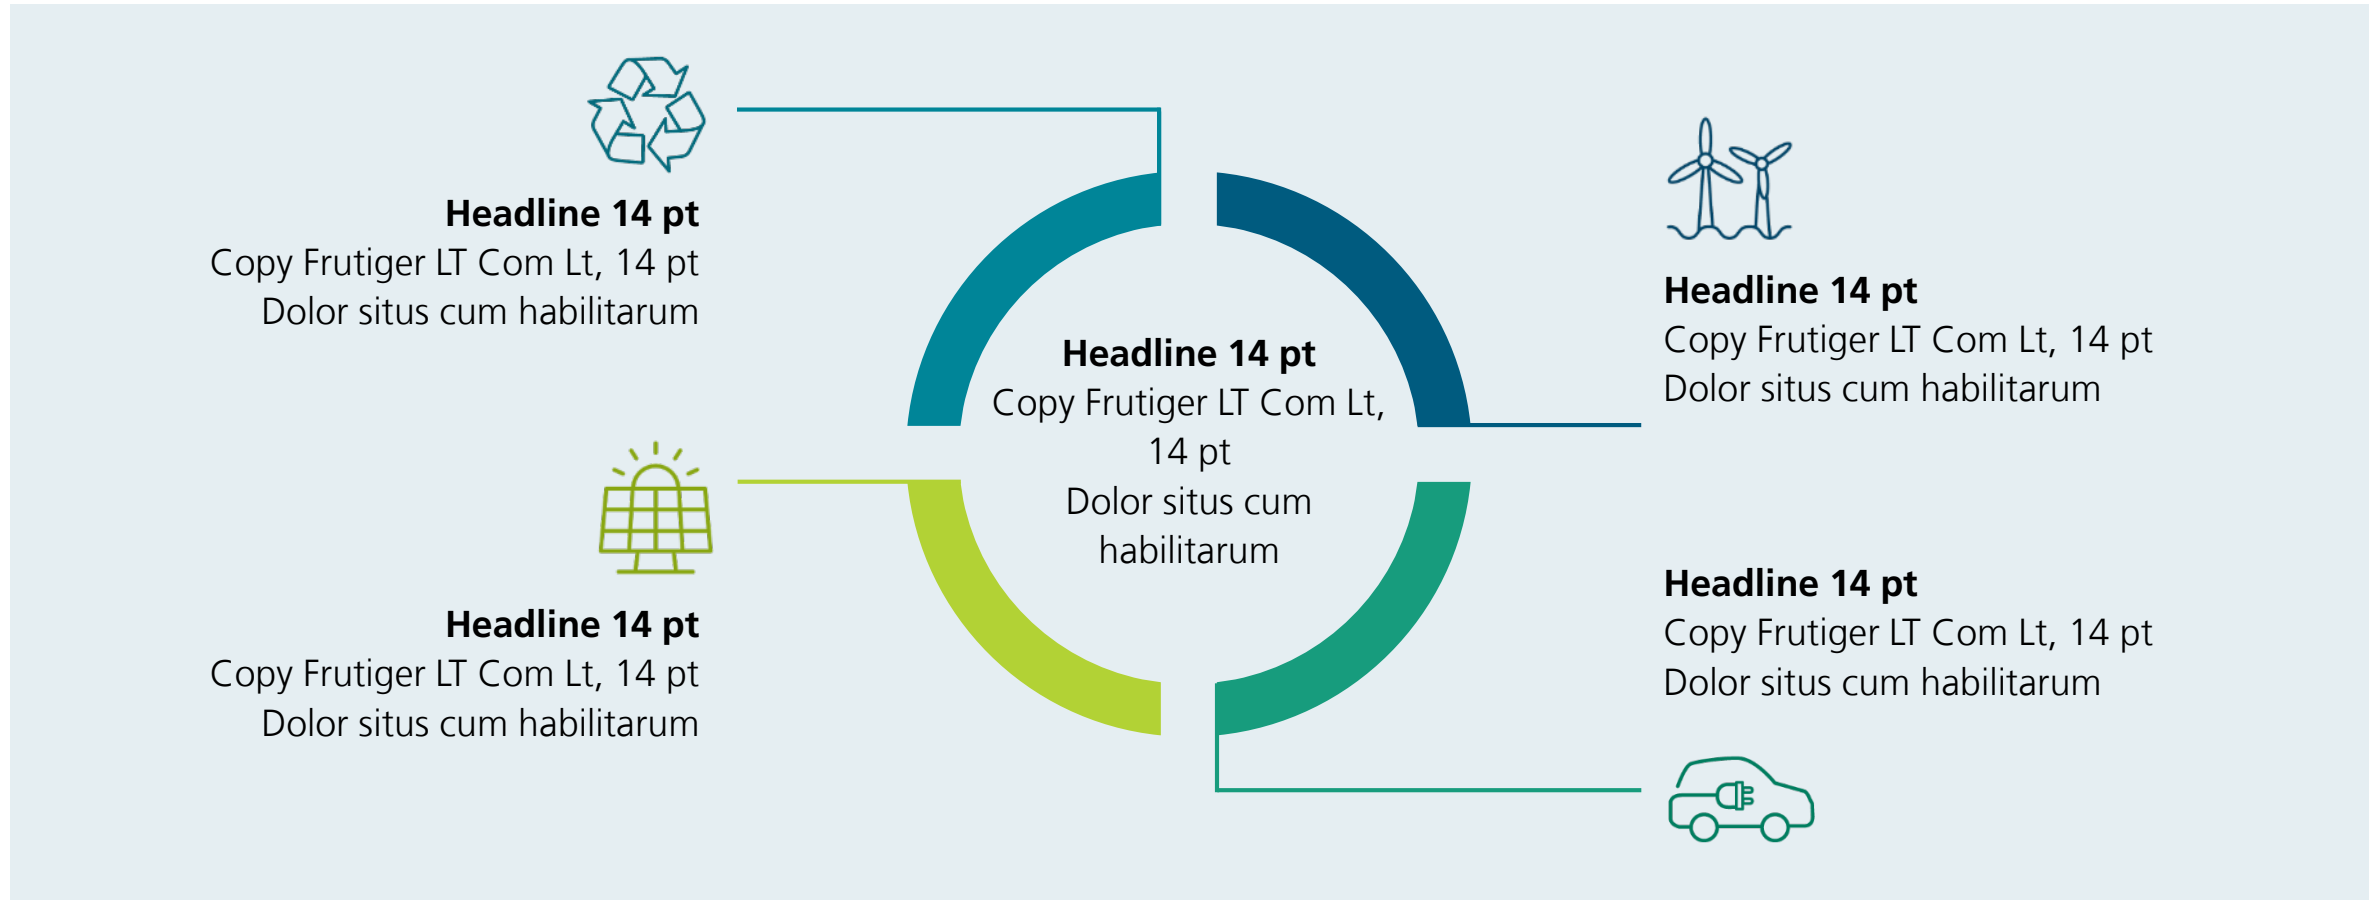 Headline 14 pt
Copy Frutiger LT Com Lt, 14 pt
Dolor situs cum habilitarum
Headline 14 pt
Copy Frutiger LT Com Lt, 14 pt
Dolor situs cum habilitarum
Headline 14 pt
Copy Frutiger LT Com Lt,
14 pt
Dolor situs cum
habilitarum
Headline 14 pt
Copy Frutiger LT Com Lt, 14 pt
Dolor situs cum habilitarum
Headline 14 pt
Copy Frutiger LT Com Lt, 14 pt
Dolor situs cum habilitarum